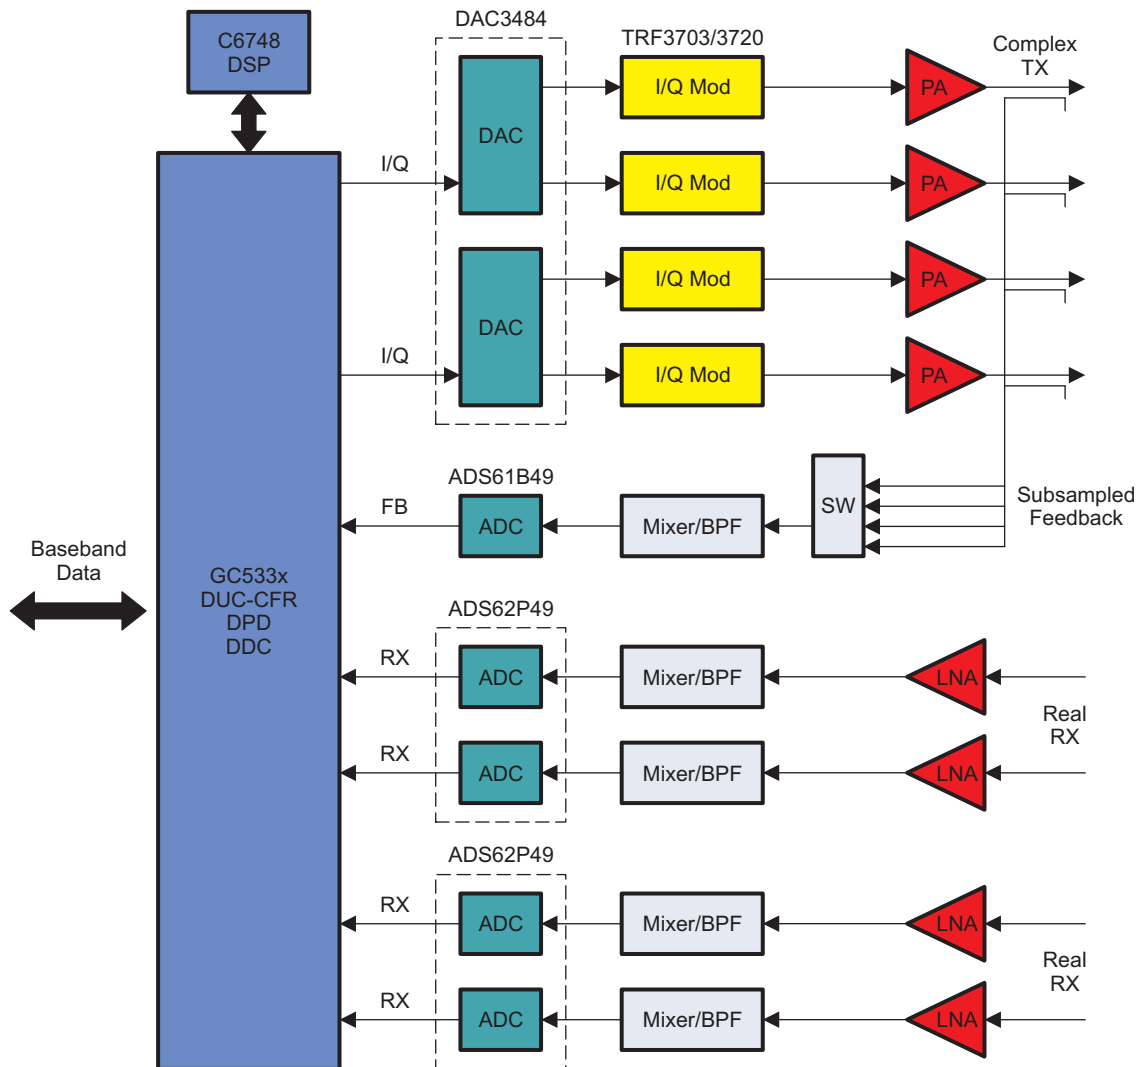 C6748
DSP
DAC3484
TRF3703/3720
Complex
TX
DAC
I/Q Mod
PA
I/Q
I/Q Mod
PA
DAC
I/Q Mod
PA
I/Q
I/Q Mod
PA
ADS61B49
FB
ADC
Mixer/BPF
SW
Subsampled
Feedback
Baseband
Data
GC533x
DUC-CFR
DPD
DDC
ADS62P49
RX
ADC
Mixer/BPF
LNA
Real
RX
RX
ADC
Mixer/BPF
LNA
ADS62P49
RX
ADC
Mixer/BPF
LNA
Real
RX
RX
ADC
Mixer/BPF
LNA